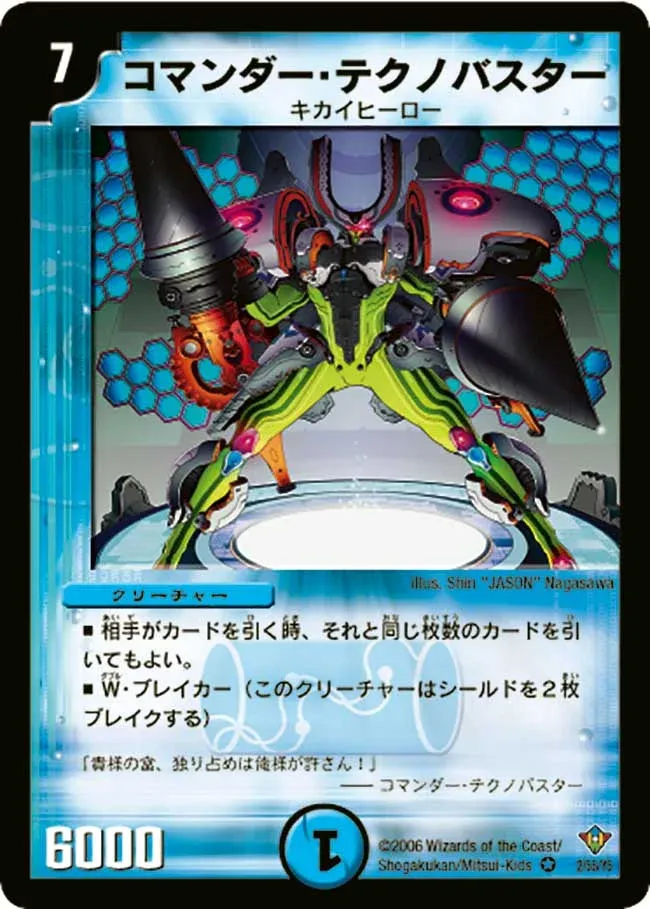 7
コマンダー・テクノバスター
キカイヒーロー
illus. Shin "JASON" Nagasawa
クリーチャー
■ 相手がカードを引く時、それと同じ枚数のカードを引
いてもよい。
■ W・ブレイカー（このクリーチャーはシールドを２枚
ブレイクする）
「貴様の富、独り占めは俺様が許さん！」
—— コマンダー・テクノバスター
6000
1
©2006 Wizards of the Coast/
Shogakukan/Mitsui-Kids
2/55/Y5